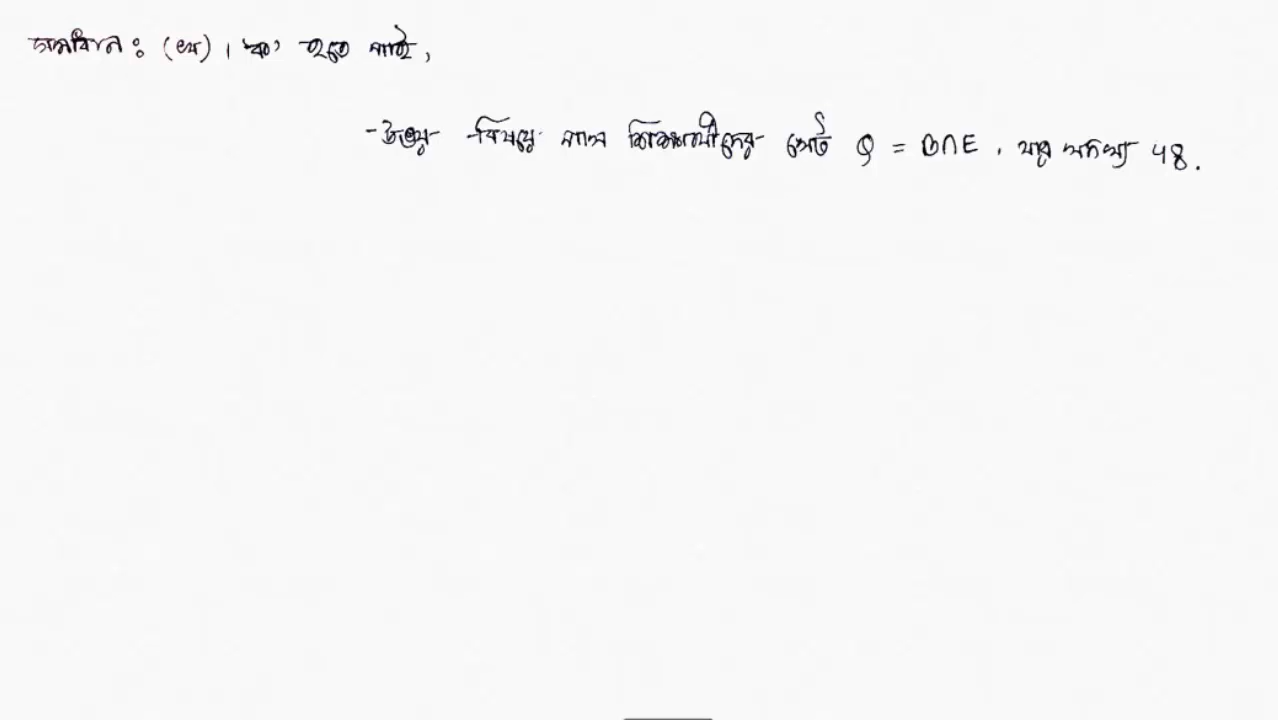 সমাধান : (খ) । 'ক' হতে পাই,
উভয় বিষয়ে পাস শিক্ষার্থীদের সেট Q = B∩E , যার সদস্য 48 .